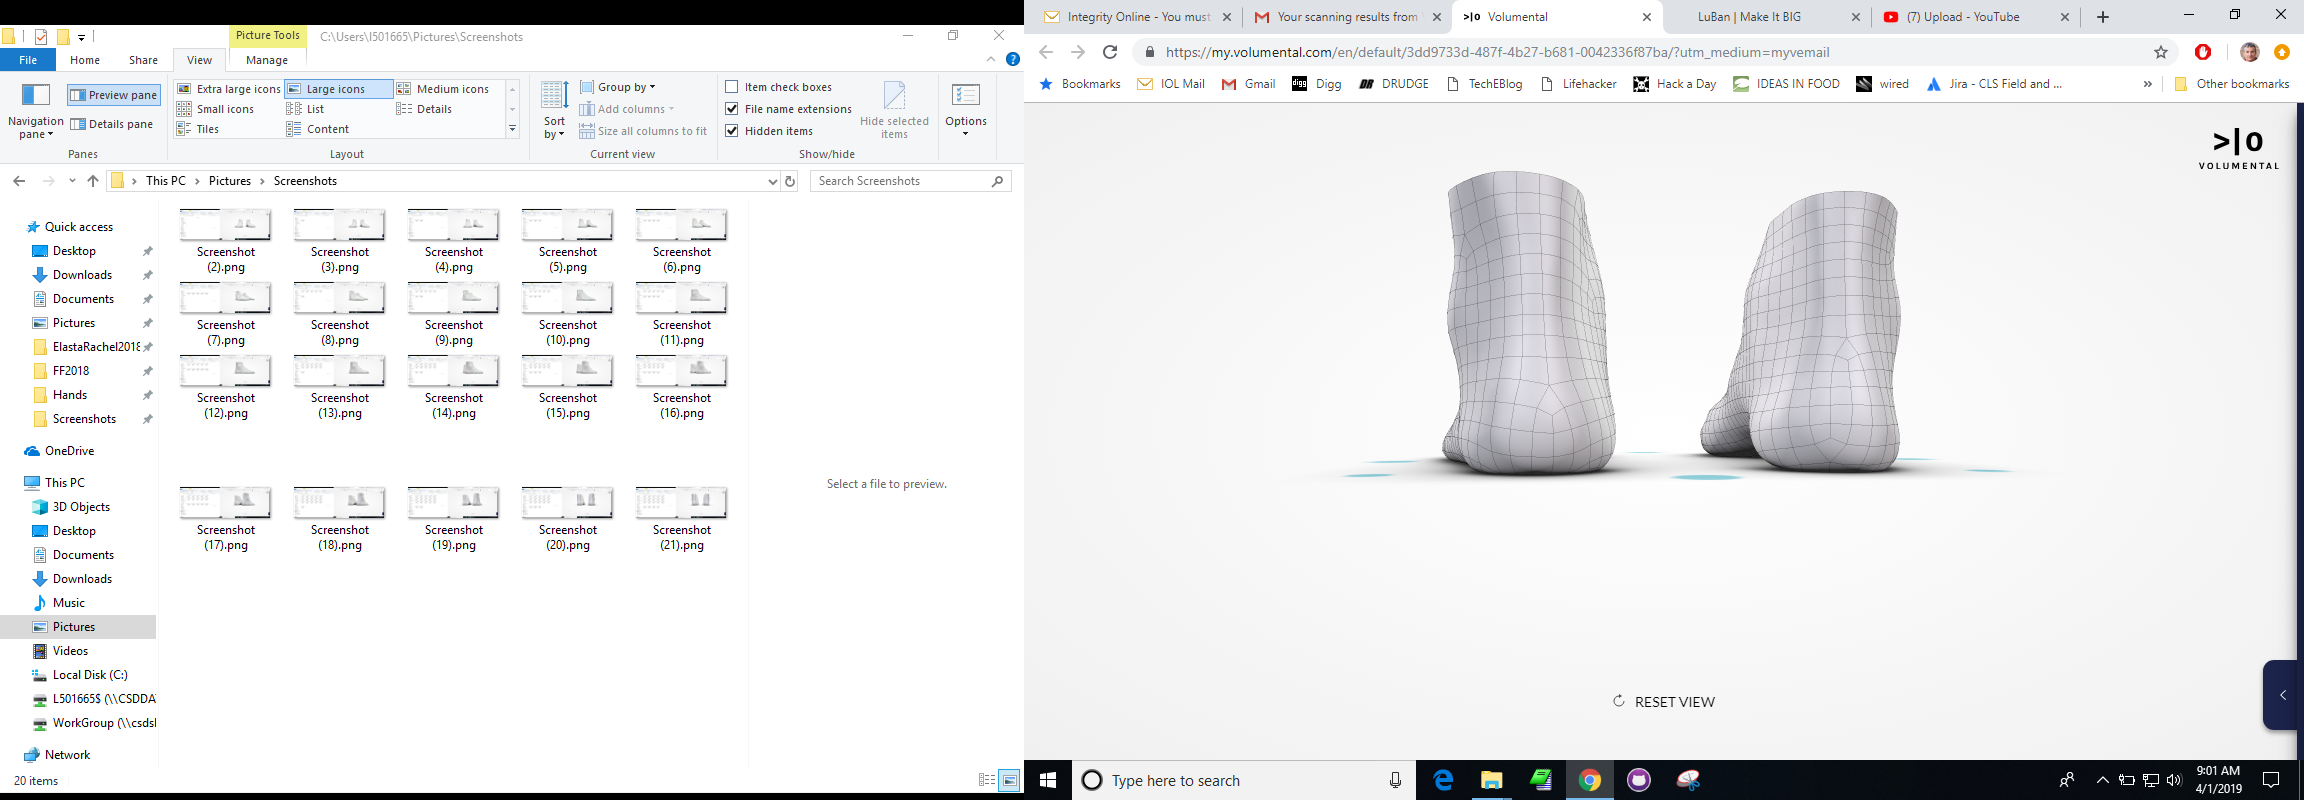 Picture Tools
C:\Users\I501665\Pictures\Screenshots
File Home Share View Manage
Preview pane
Details pane
Navigation pane
Panes
Extra large icons Large icons Medium icons
Small icons List Details
Tiles Content
Layout
Sort by
Group by
Add columns
Size all columns to fit
Current view
Item check boxes
File name extensions
Hidden items
Hide selected items
Show/hide
Options
This PC Pictures Screenshots
Search Screenshots
Quick access
Desktop
Downloads
Documents
Pictures
ElastaRachel2018
FF2018
Hands
Screenshots
OneDrive
This PC
3D Objects
Desktop
Documents
Downloads
Music
Pictures
Videos
Local Disk (C:)
L501665$ (\\CSDDA
WorkGroup (\\csdsl
Network
20 items
Screenshot (2).png
Screenshot (3).png
Screenshot (4).png
Screenshot (5).png
Screenshot (6).png
Screenshot (7).png
Screenshot (8).png
Screenshot (9).png
Screenshot (10).png
Screenshot (11).png
Screenshot (12).png
Screenshot (13).png
Screenshot (14).png
Screenshot (15).png
Screenshot (16).png
Screenshot (17).png
Screenshot (18).png
Screenshot (19).png
Screenshot (20).png
Screenshot (21).png
Select a file to preview.
Integrity Online - You must
Your scanning results from
>|o Volumental
LuBan | Make It BIG
(7) Upload - YouTube
https://my.volumental.com/en/default/3dd9733d-487f-4b27-b681-0042336f87ba/?utm_medium=myvemail
Bookmarks IOL Mail Gmail digg Digg DR DRUDGE TechEBlog Lifehacker Hack a Day IDEAS IN FOOD wired Jira - CLS Field and ... » Other bookmarks
>|o
VOLUMENTAL
RESET VIEW
Type here to search
9:01 AM
4/1/2019